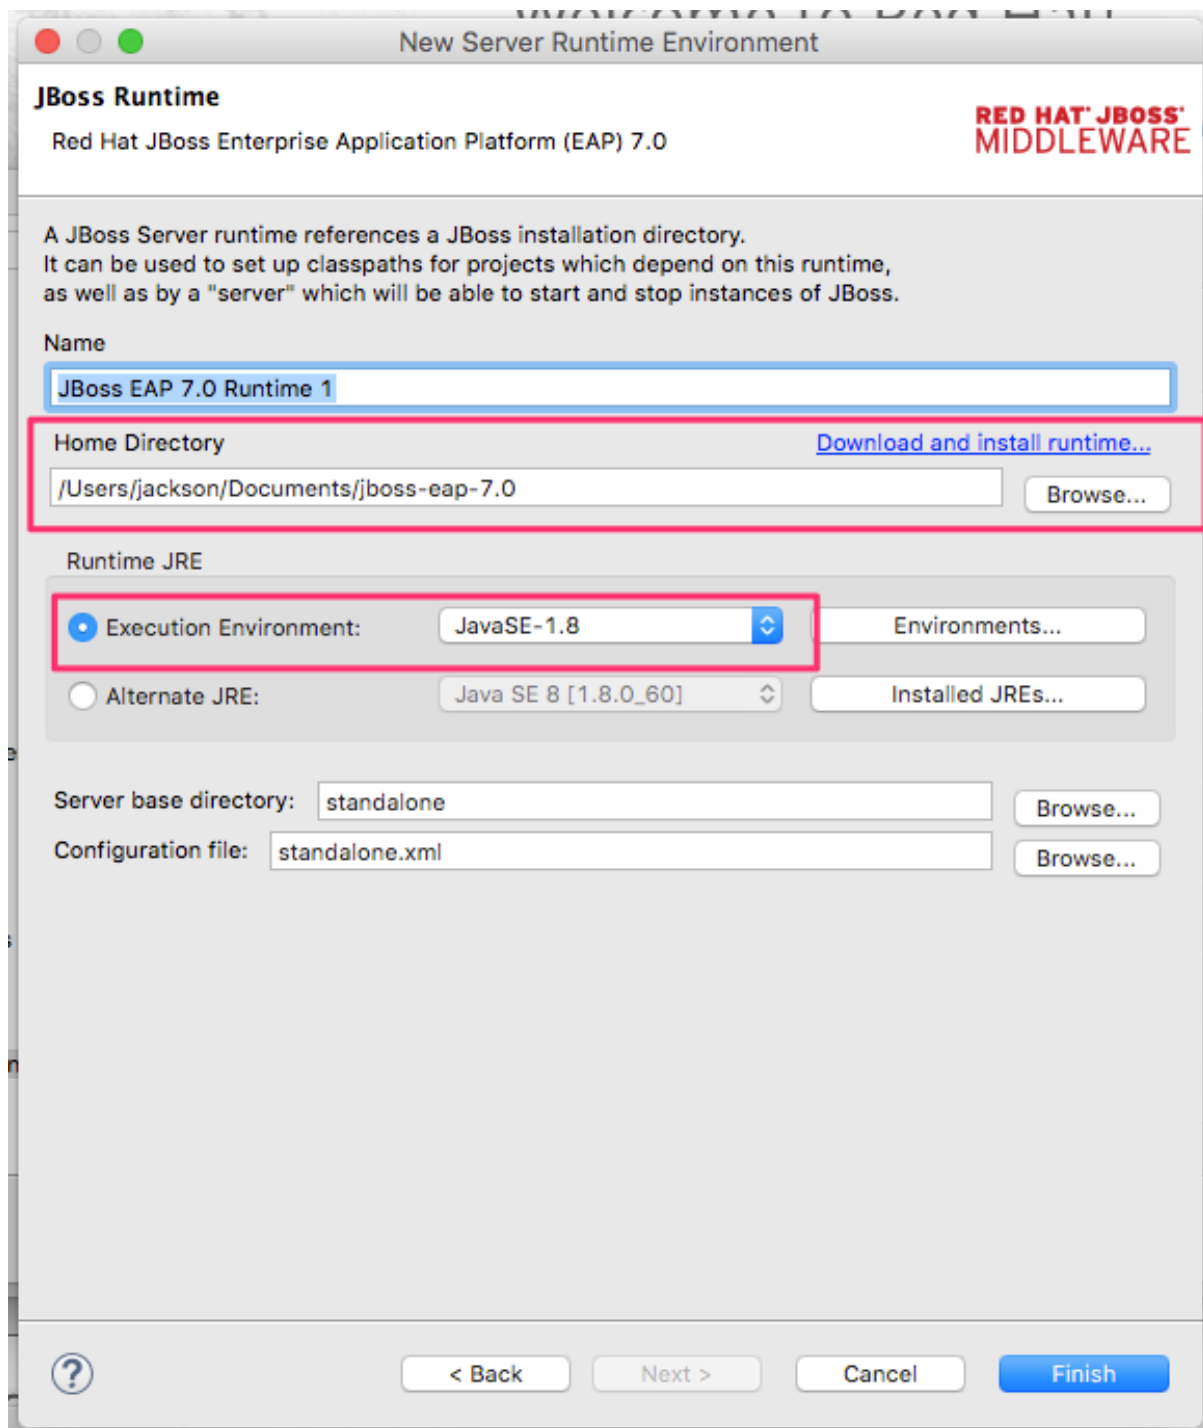 New Server Runtime Environment
JBoss Runtime
Red Hat JBoss Enterprise Application Platform (EAP) 7.0
RED HAT JBOSS
MIDDLEWARE
A JBoss Server runtime references a JBoss installation directory.
It can be used to set up classpaths for projects which depend on this runtime,
as well as by a "server" which will be able to start and stop instances of JBoss.
Name
JBoss EAP 7.0 Runtime 1
Home Directory Download and install runtime...
/Users/jackson/Documents/jboss-eap-7.0 Browse...
Runtime JRE
Execution Environment: JavaSE-1.8 Environments...
Alternate JRE: Java SE 8 [1.8.0_60] Installed JREs...
Server base directory: standalone Browse...
Configuration file: standalone.xml Browse...
? < Back Next > Cancel Finish